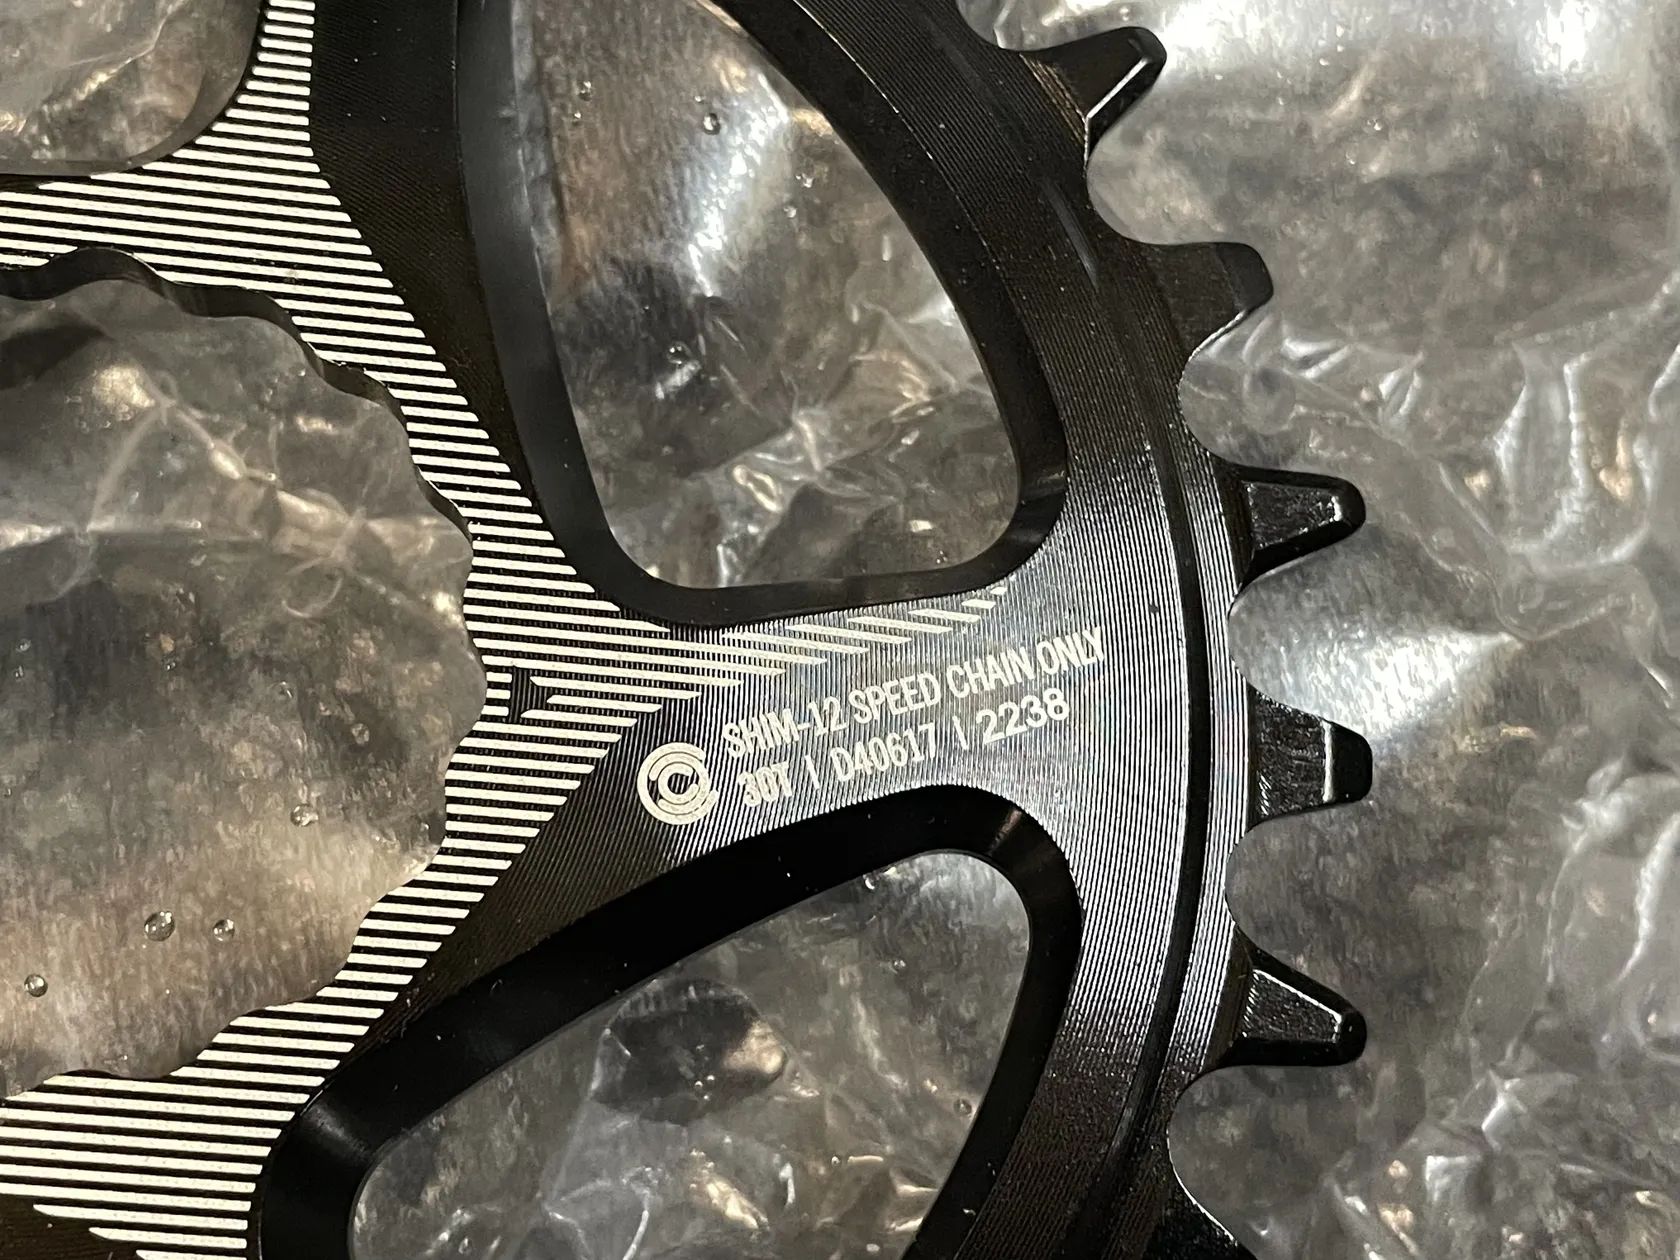 SHIM-12 SPEED CHAIN ONLY
30T | D40617 | 2238